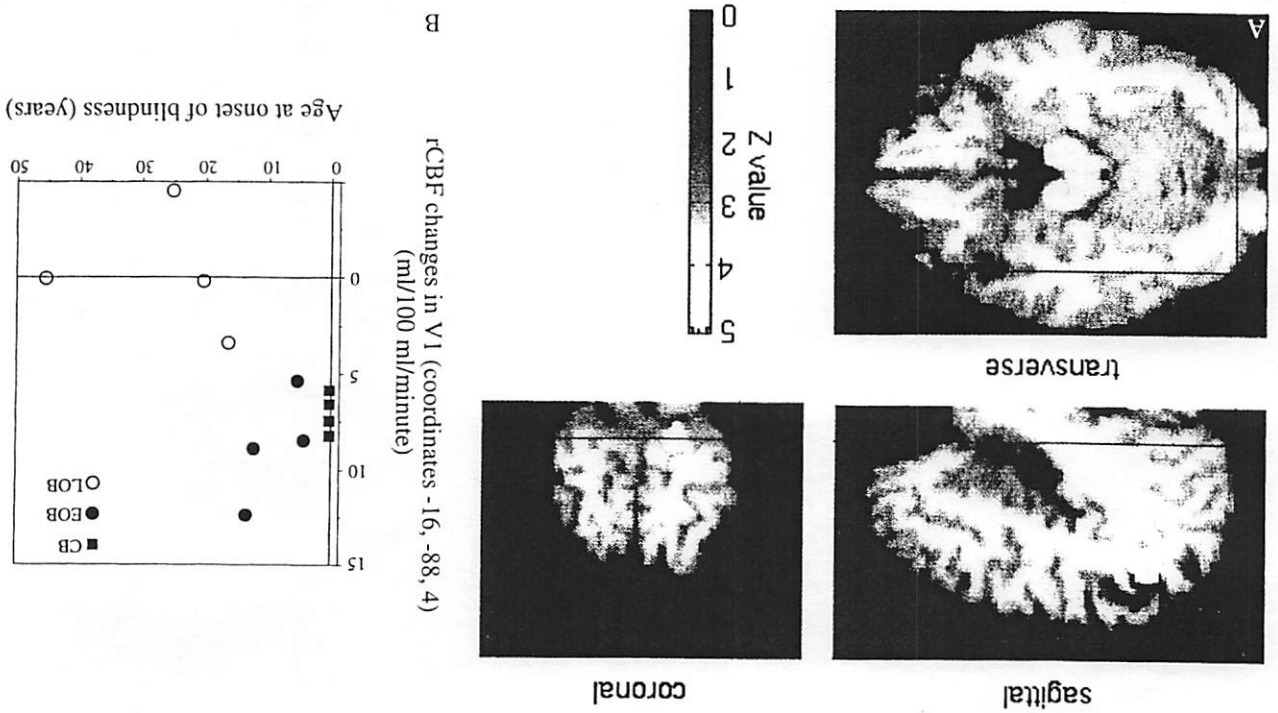 sagittal
coronal
transverse
A
Z value
5
4
3
2
1
0
B
rCBF changes in V1 (coordinates -16, -88, 4)
(ml/100 ml/minute)
15
10
5
0
■ CB
● EOB
○ LOB
0
10
20
30
40
50
Age at onset of blindness (years)